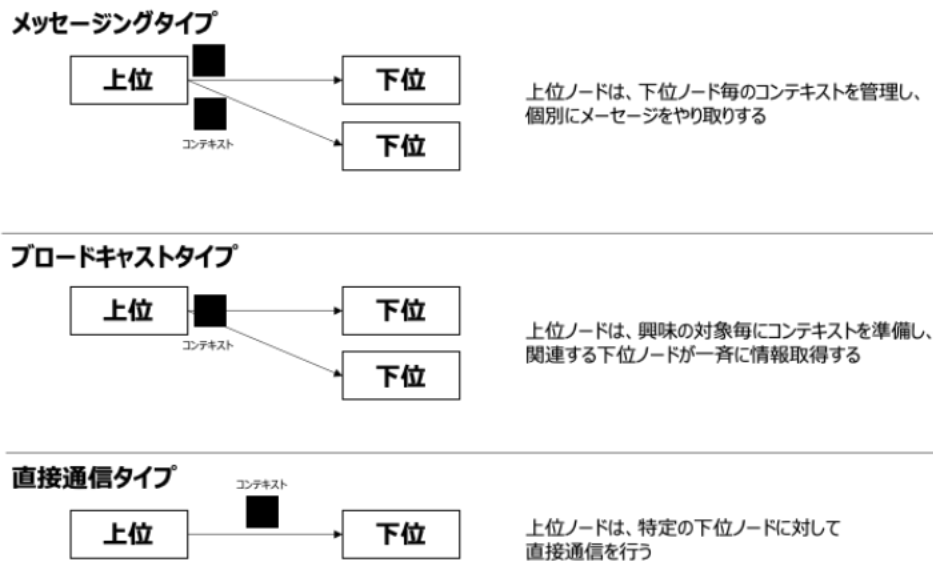 メッセージングタイプ
上位
下位
下位
コンテキスト
上位ノードは、下位ノード毎のコンテキストを管理し、
個別にメーセージをやり取りする
ブロードキャストタイプ
上位
下位
下位
コンテキスト
上位ノードは、興味の対象毎にコンテキストを準備し、
関連する下位ノードが一斉に情報取得する
直接通信タイプ
コンテキスト
上位
下位
上位ノードは、特定の下位ノードに対して
直接通信を行う